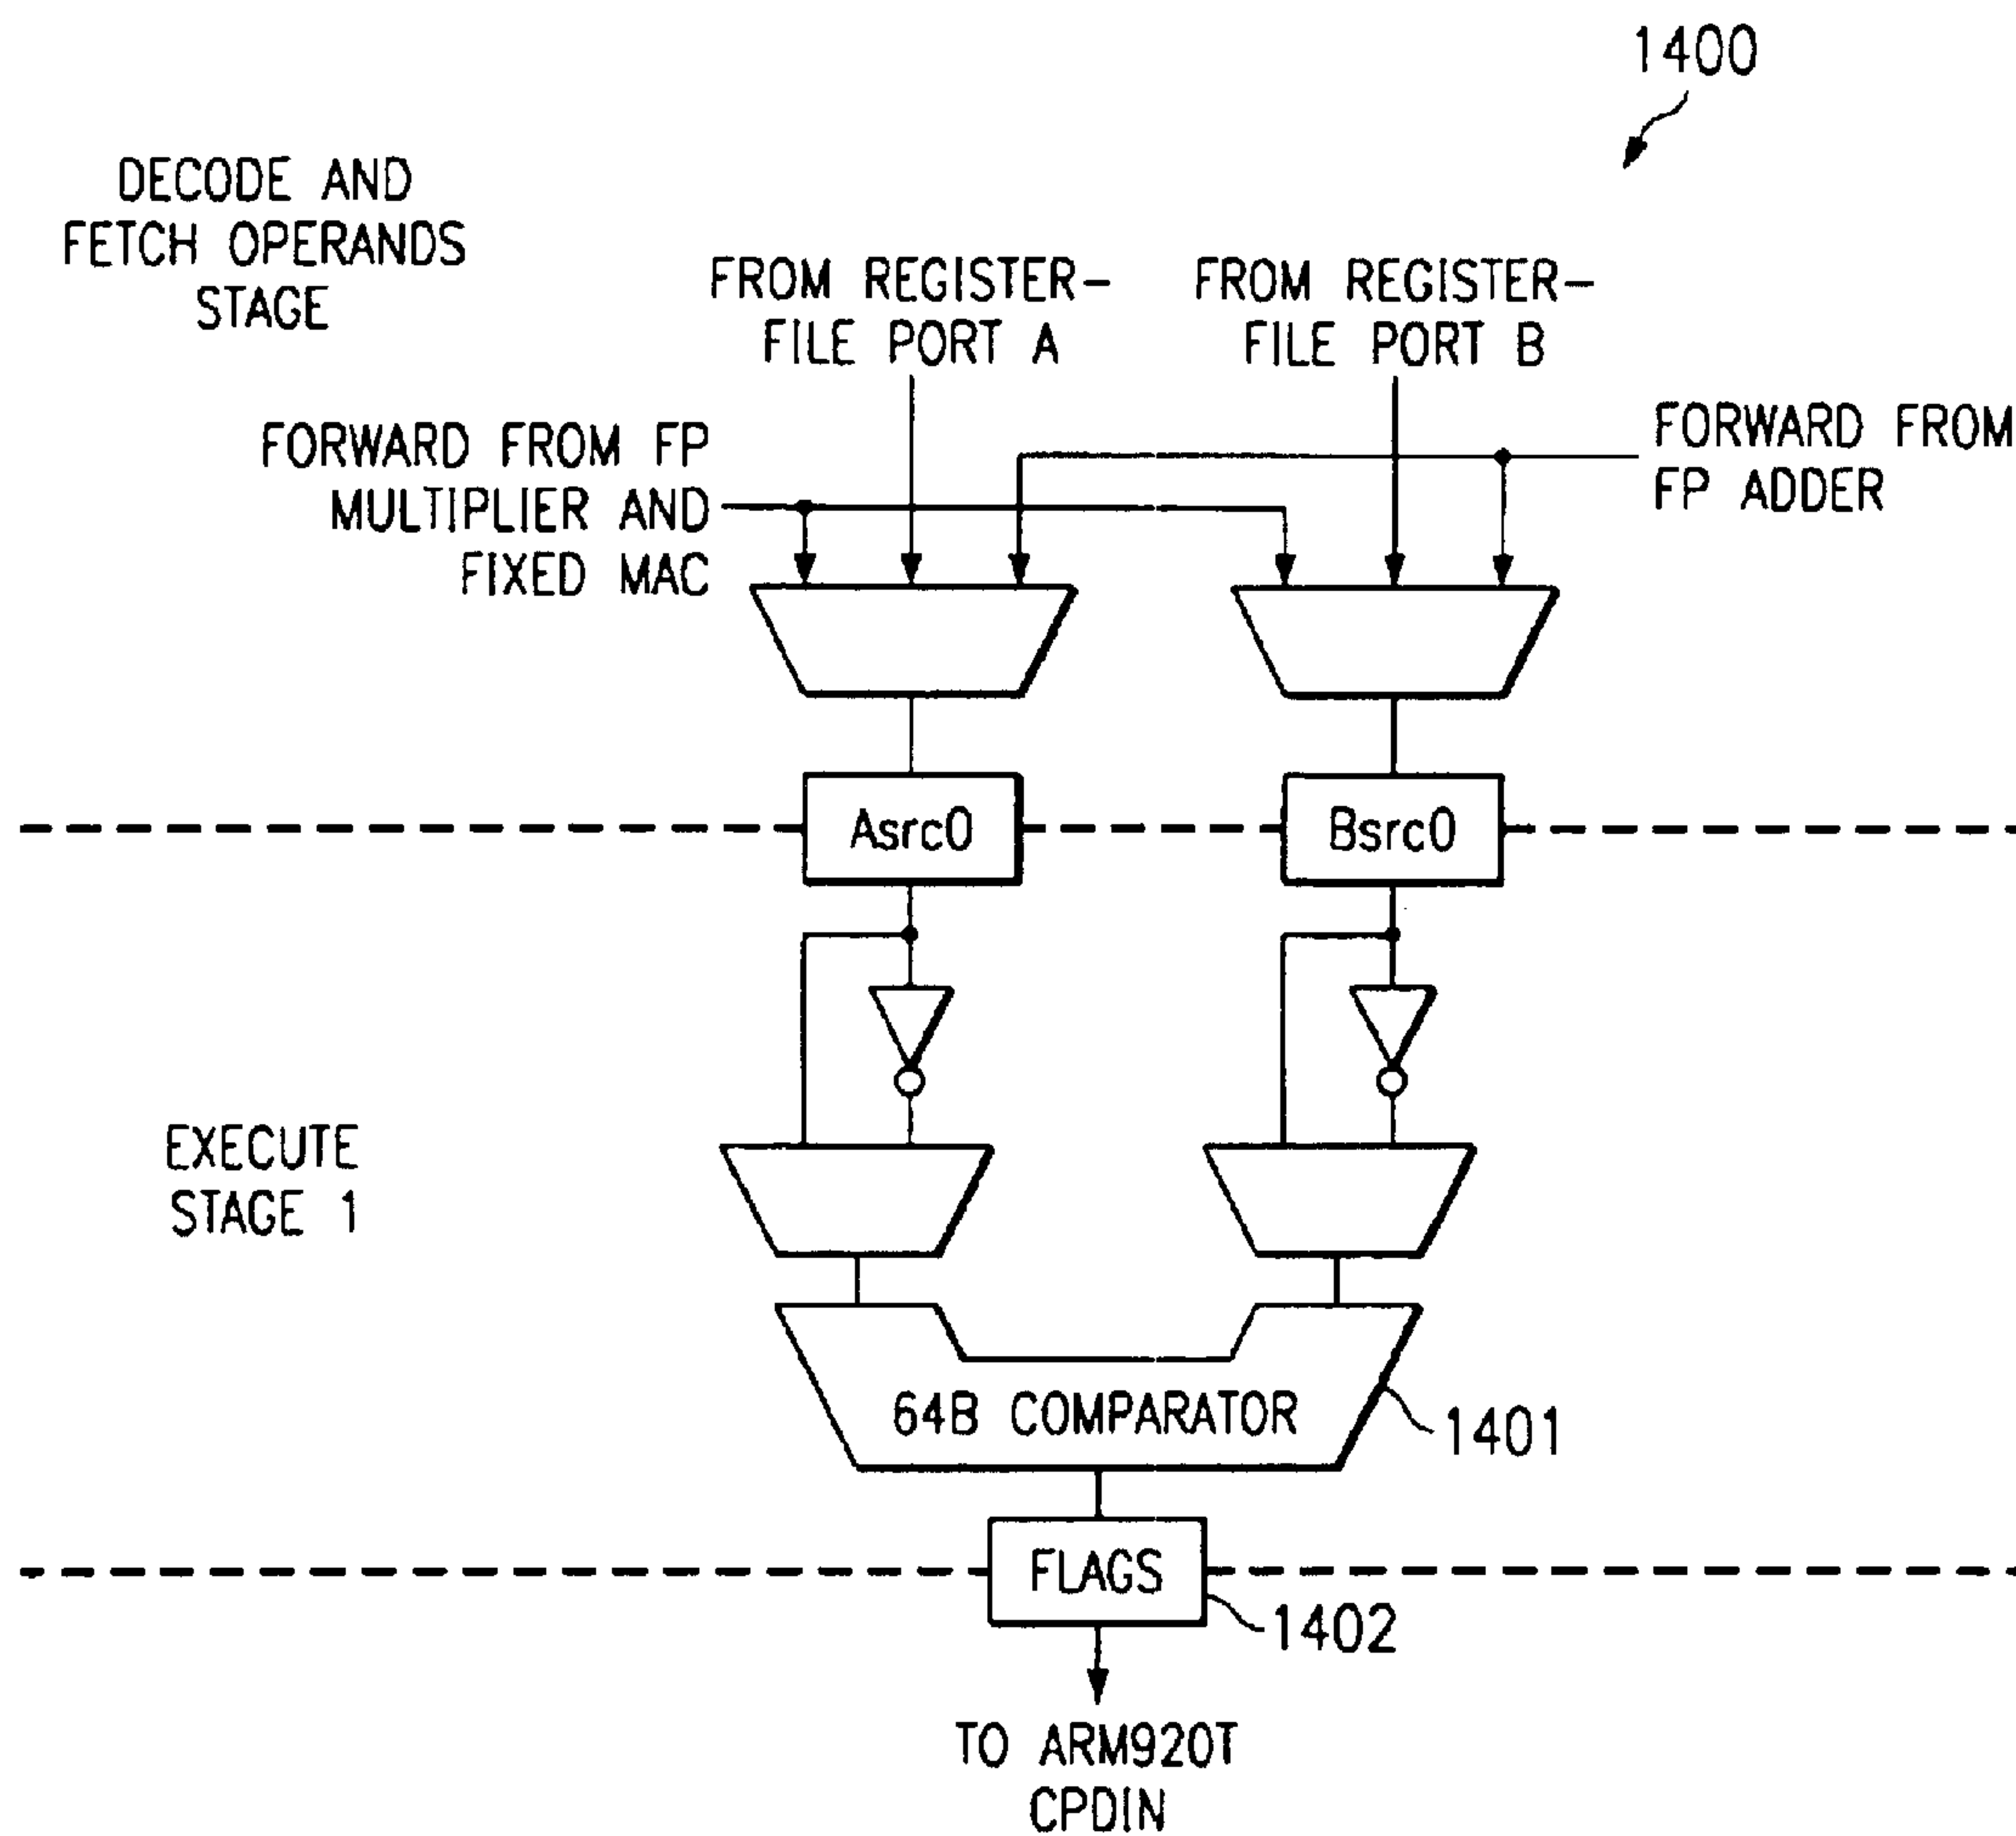 1400
DECODE AND
FETCH OPERANDS
STAGE
FROM REGISTER-
FILE PORT A
FROM REGISTER-
FILE PORT B
FORWARD FROM FP
MULTIPLIER AND
FIXED MAC
FORWARD FROM
FP ADDER
Asrc0
Bsrc0
EXECUTE
STAGE 1
64B COMPARATOR
1401
FLAGS
1402
TO ARM920T
CPDIN